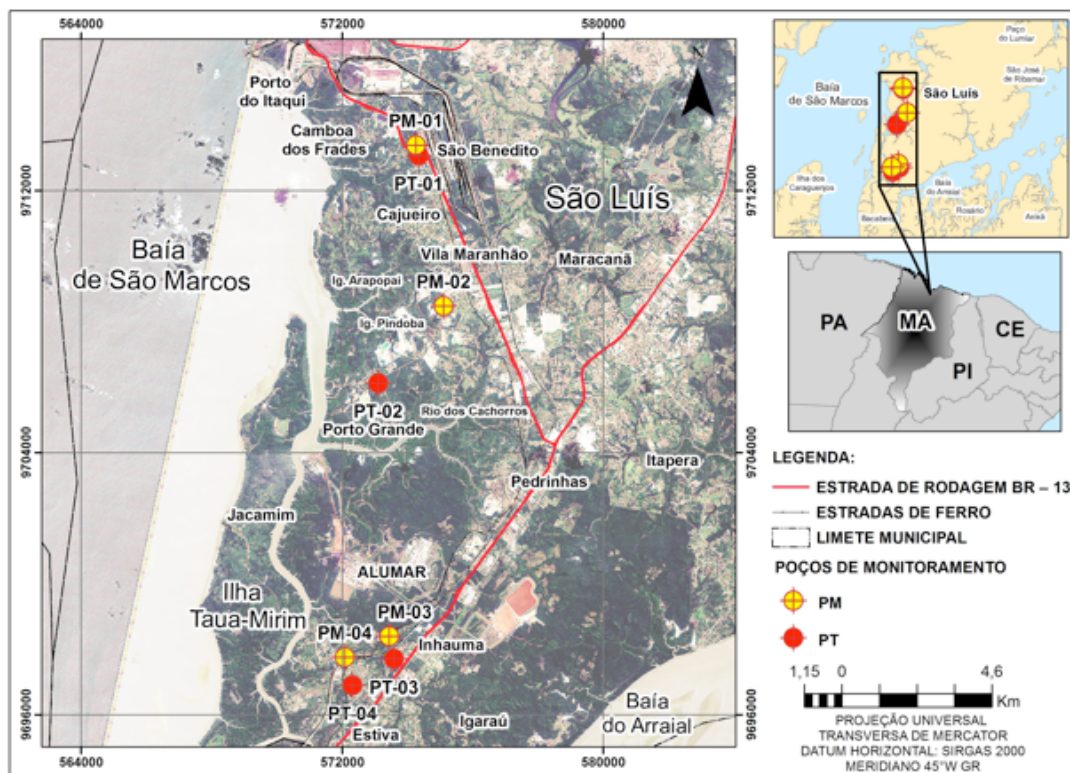 564000
572000
580000
Porto
do Itaqui
Camboa
dos Frades
PM-01
São Benedito
PT-01
Cajueiro
São Luís
9712000
9712000
Baía
de São Marcos
Vila Maranhão
Maracanã
Ig. Arapopai
PM-02
Ig. Pindoba
PT-02
Porto Grande
Rio dos Cachorros
9704000
9704000
Itapera
Pedrinhas
Jacamim
ALUMAR
Ilha
Taua-Mirim
PM-03
PM-04
Inhauma
PT-03
PT-04
Estiva
Igaraú
Baía
do Arraial
9696000
9696000
564000
572000
580000
Paço
do Lumiar
São José
de Ribamar
Baía
de São Marcos
São Luís
Ilha dos
Caranguejos
Baía
do Arraial
Rosário
Axixá
Bacabeira
PA
MA
CE
PI
LEGENDA:
ESTRADA DE RODAGEM BR – 13
ESTRADAS DE FERRO
LIMETE MUNICIPAL
POÇOS DE MONITORAMENTO
PM
PT
1,15 0 4,6
Km
PROJEÇÃO UNIVERSAL
TRANSVERSA DE MERCATOR
DATUM HORIZONTAL: SIRGAS 2000
MERIDIANO 45°W GR